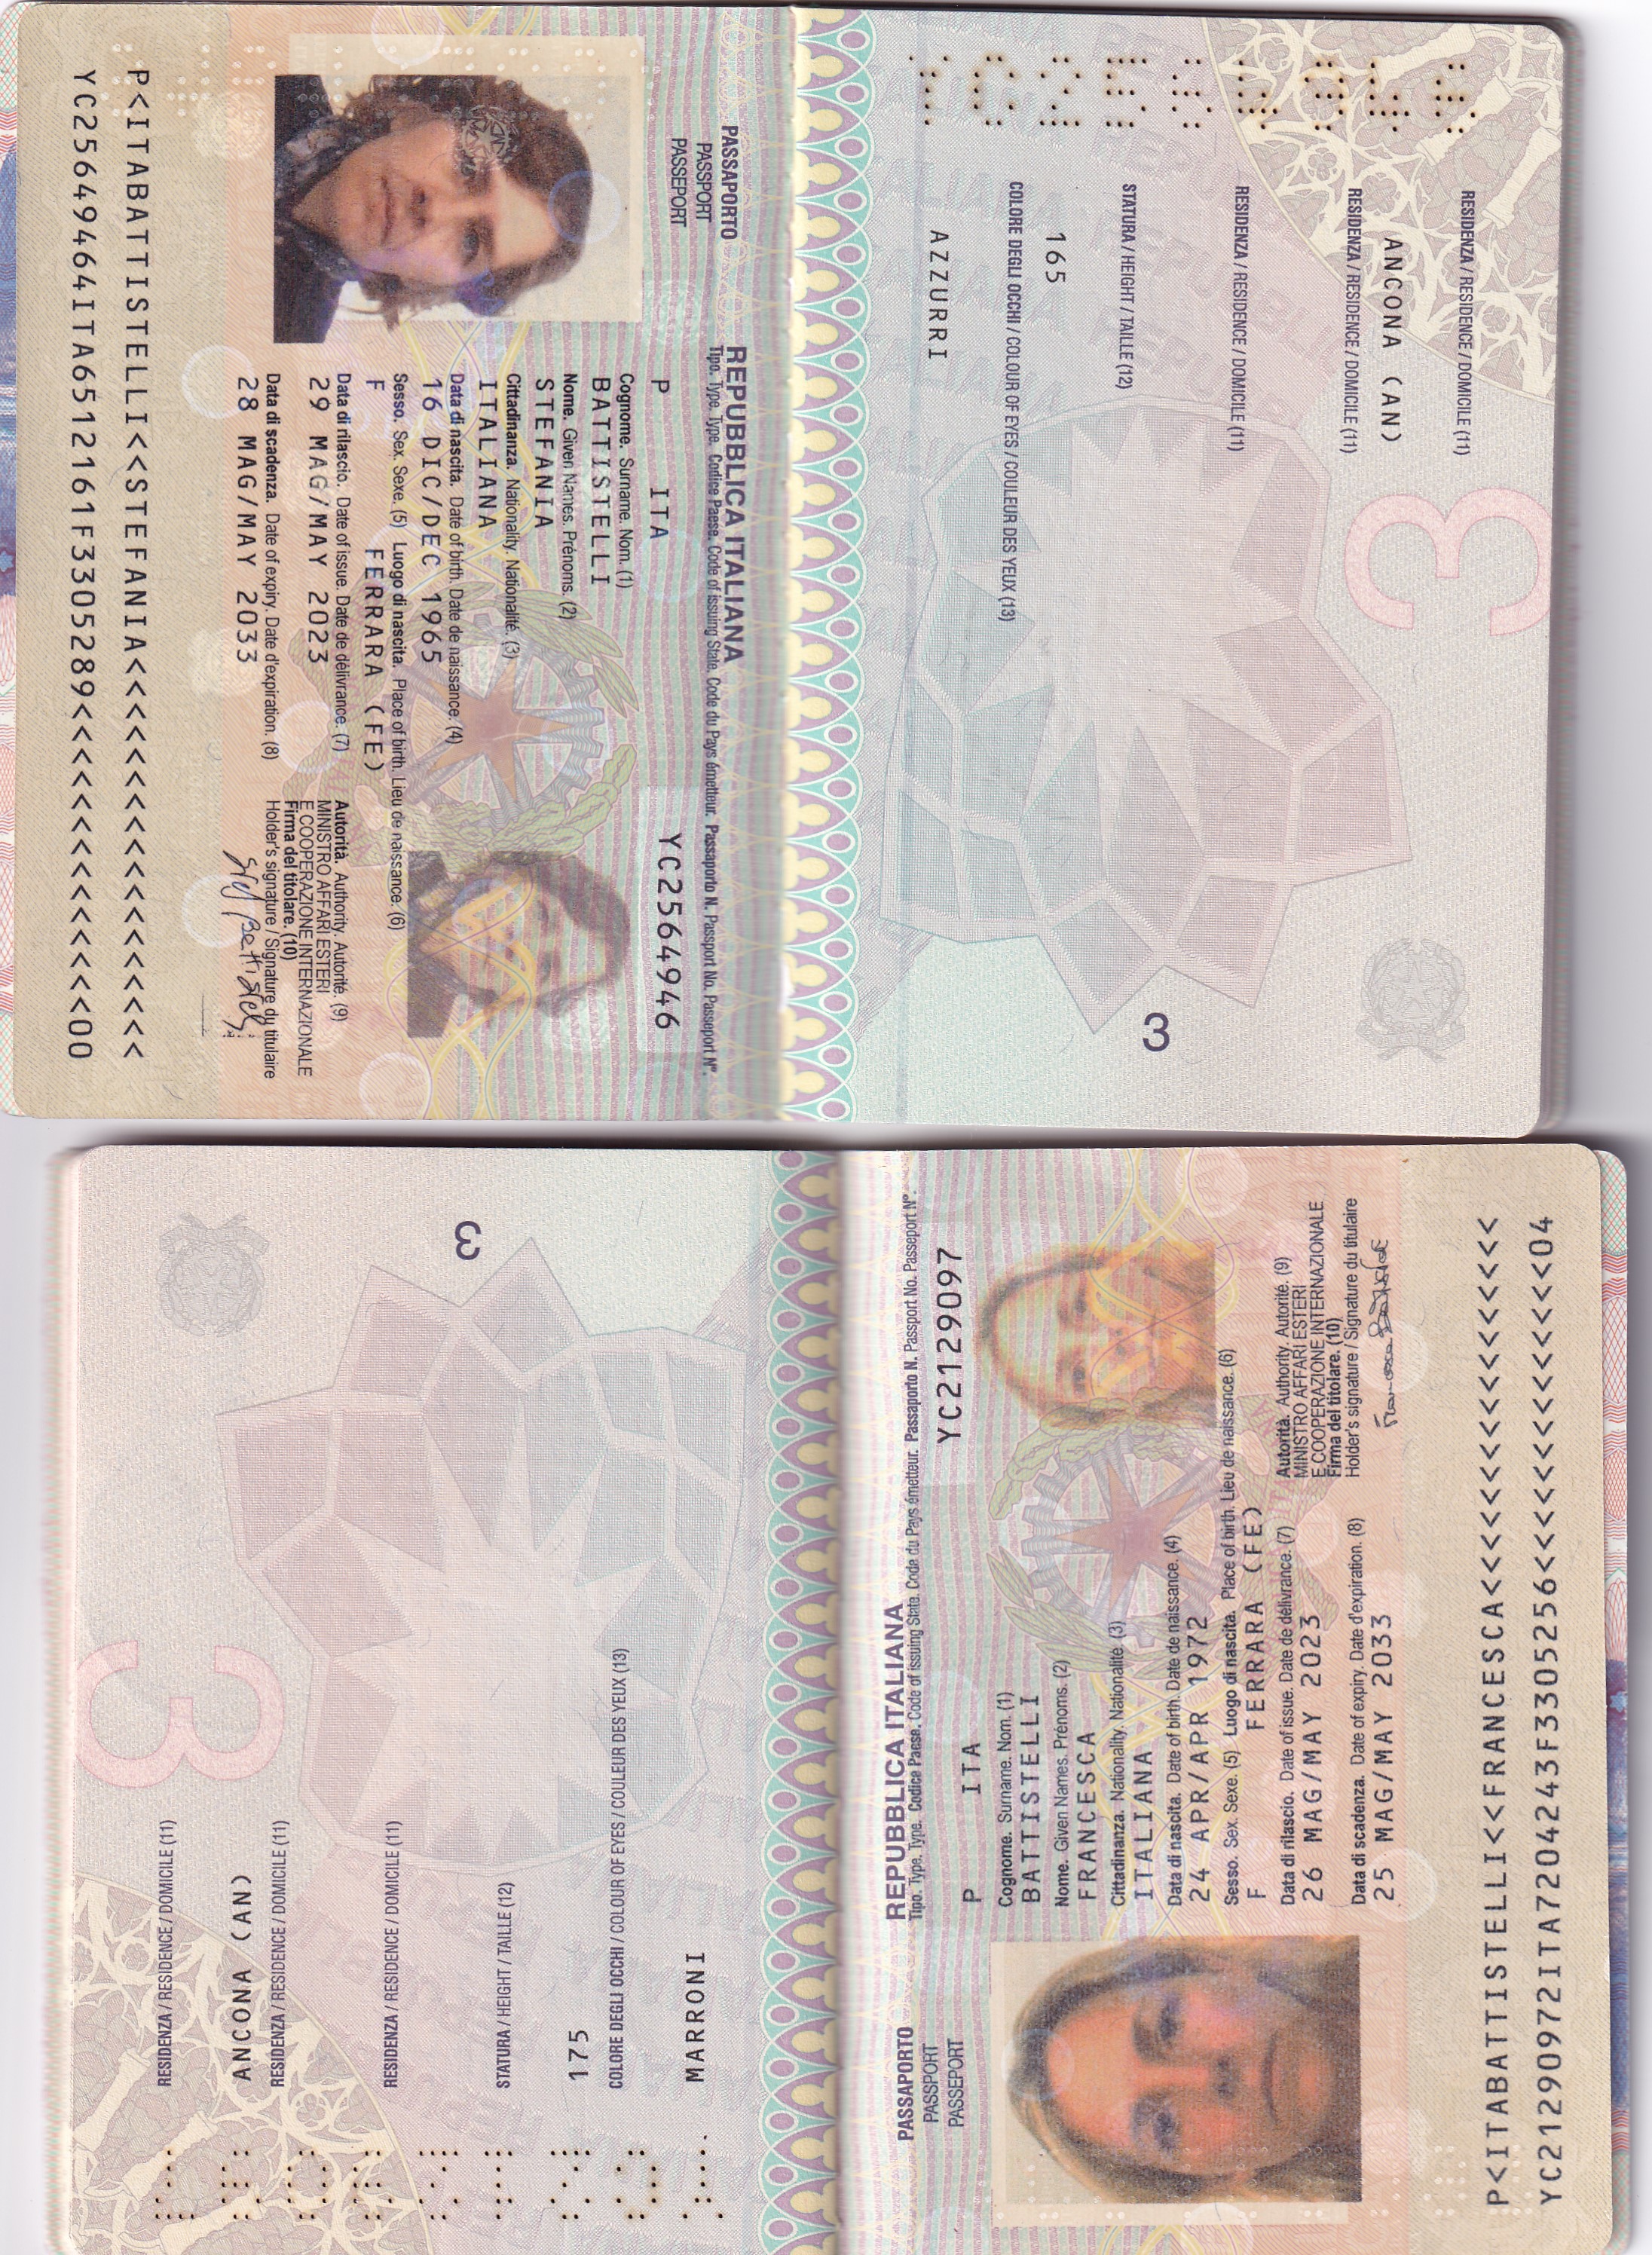 RESIDENZA / RESIDENCE / DOMICILE (11)
ANCONA (AN)
RESIDENZA / RESIDENCE / DOMICILE (11)
RESIDENZA / RESIDENCE / DOMICILE (11)
STATURA / HEIGHT / TAILLE (12)
175
COLORE DEGLI OCCHI / COLOUR OF EYES / COULEUR DES YEUX (13)
MARRONI
3
3
PASSAPORTO
PASSPORT
PASSEPORT
REPUBBLICA ITALIANA
Tipo. Type. Type. Codice Paese. Code of issuing State. Code du Pays émetteur. Passaporto N. Passport No. Passeport N°.
YC2129097
P ITA
Cognome. Surname. Nom. (1)
BATTISTELLI
Nome. Given Names. Prénoms. (2)
FRANCESCA
Cittadinanza. Nationality. Nationalité. (3)
ITALIANA
Data di nascita. Date of birth. Date de naissance. (4)
24 APR/APR 1972
Sesso. Sex. Sexe. (5) Luogo di nascita. Place of birth. Lieu de naissance. (6)
F FERRARA (FE)
Data di rilascio. Date of issue. Date de délivrance. (7)
26 MAG/MAY 2023
Data di scadenza. Date of expiry. Date d'expiration. (8)
25 MAG/MAY 2033
Autorità. Authority. Autorité. (9)
MINISTRO AFFARI ESTERI
E COOPERAZIONE INTERNAZIONALE
Firma del titolare. (10)
Holder's signature / Signature du titulaire
P<ITABATTISTELLI<<FRANCESCA<<<<<<<<<<<<<<<<<
YC21290972ITA7204243F3305256<<<<<<<<<<<<<<04
RESIDENZA / RESIDENCE / DOMICILE (11)
ANCONA (AN)
RESIDENZA / RESIDENCE / DOMICILE (11)
RESIDENZA / RESIDENCE / DOMICILE (11)
STATURA / HEIGHT / TAILLE (12)
165
COLORE DEGLI OCCHI / COLOUR OF EYES / COULEUR DES YEUX (13)
AZZURRI
3
3
PASSAPORTO
PASSPORT
PASSEPORT
REPUBBLICA ITALIANA
Tipo. Type. Type. Codice Paese. Code of issuing State. Code du Pays émetteur. Passaporto N. Passport No. Passeport N°.
P ITA
YC2564946
Cognome. Surname. Nom. (1)
BATTISTELLI
Nome. Given Names. Prénoms. (2)
STEFANIA
Cittadinanza. Nationality. Nationalité. (3)
ITALIANA
Data di nascita. Date of birth. Date de naissance. (4)
16 DIC/DEC 1965
Sesso. Sex. Sexe. (5) Luogo di nascita. Place of birth. Lieu de naissance. (6)
F FERRARA (FE)
Data di rilascio. Date of issue. Date de délivrance. (7)
29 MAG/MAY 2023
Data di scadenza. Date of expiry. Date d'expiration. (8)
28 MAG/MAY 2033
Autorità. Authority. Autorité. (9)
MINISTRO AFFARI ESTERI
E COOPERAZIONE INTERNAZIONALE
Firma del titolare. (10)
Holder's signature / Signature du titulaire
P<ITABATTISTELLI<<STEFANIA<<<<<<<<<<<<<<<<<<
YC25649464ITA6512161F3305289<<<<<<<<<<<<<<00